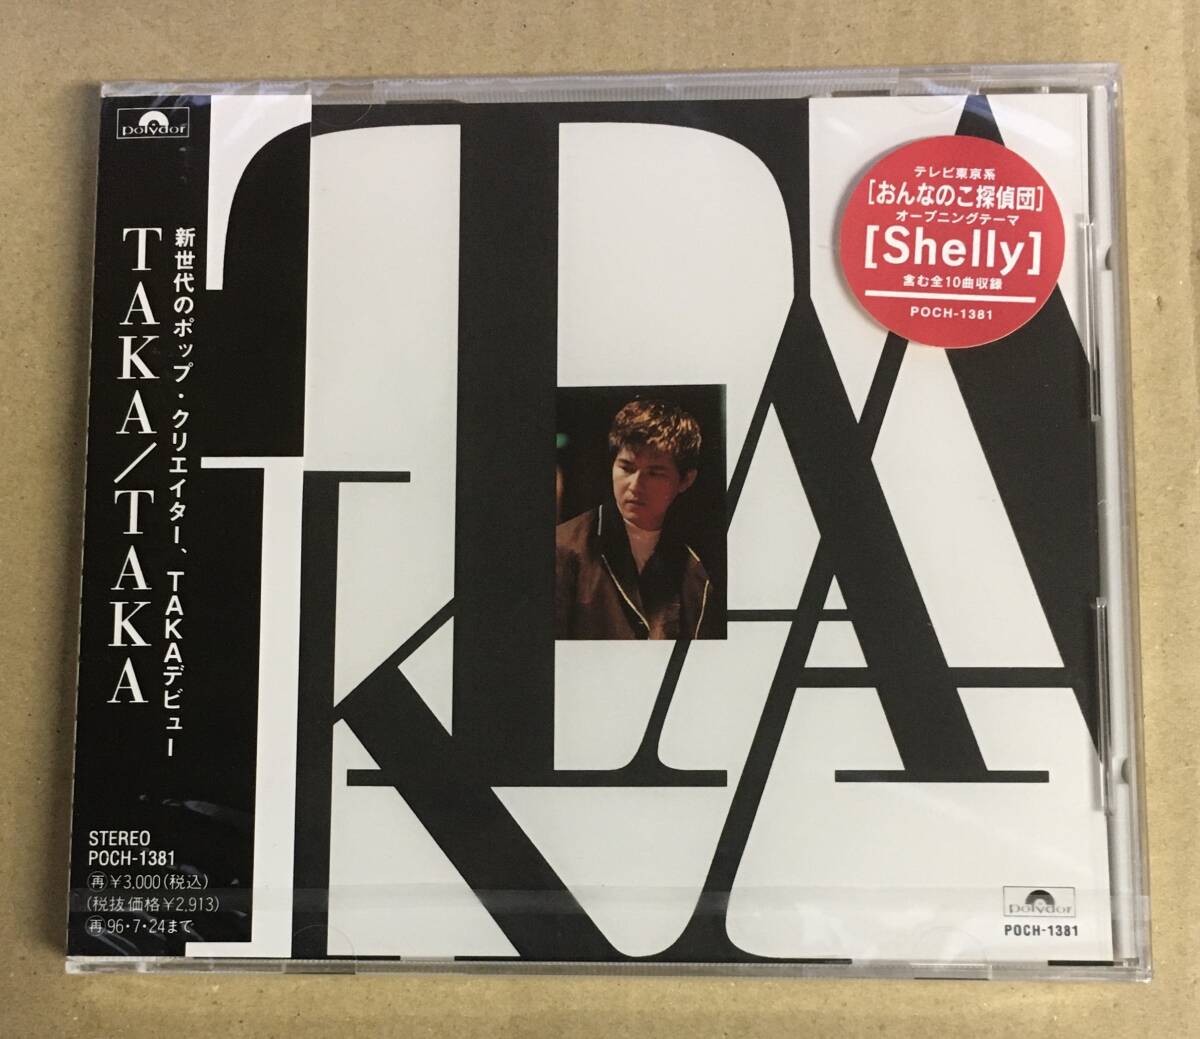 polydor
新世代のポップ・クリエイター、TAKAデビュー
TAKA/TAKA
STEREO
POCH-1381
再¥3,000(税込)
(税抜価格¥2,913)
再96・7・24まで
TAKA
テレビ東京系
[おんなのこ探偵団]
オープニングテーマ
[Shelly]
含む全10曲収録
POCH-1381
polydor
POCH-1381